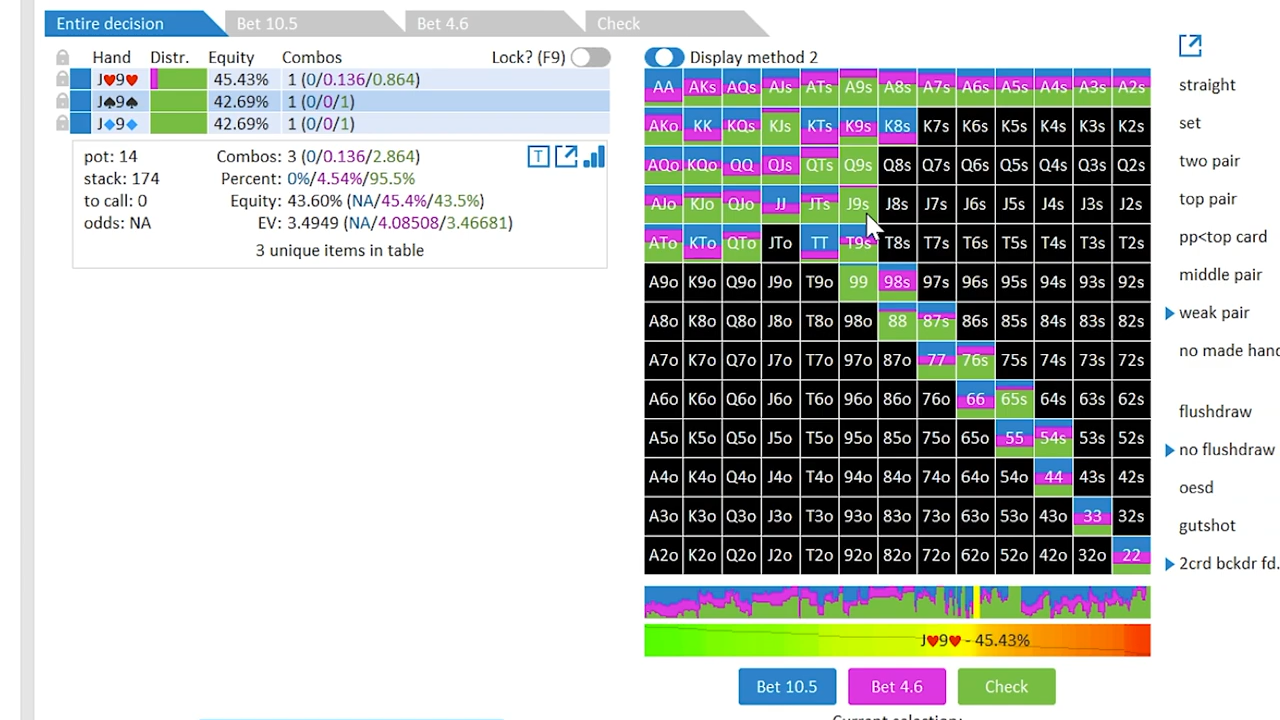 Entire decision Bet 10.5 Bet 4.6 Check
Hand Distr. Equity Combos Lock? (F9)
J♥9♥ 45.43% 1 (0/0.136/0.864)
J♠9♠ 42.69% 1 (0/0/1)
J♦9♦ 42.69% 1 (0/0/1)
pot: 14 Combos: 3 (0/0.136/2.864)
stack: 174 Percent: 0%/4.54%/95.5%
to call: 0 Equity: 43.60% (NA/45.4%/43.5%)
odds: NA EV: 3.4949 (NA/4.08508/3.46681)
3 unique items in table
T
Display method 2
AA AKs AQs AJs ATs A9s A8s A7s A6s A5s A4s A3s A2s
AKo KK KQs KJs KTs K9s K8s K7s K6s K5s K4s K3s K2s
AQo KQo QQ QJs QTs Q9s Q8s Q7s Q6s Q5s Q4s Q3s Q2s
AJo KJo QJo JJ JTs J9s J8s J7s J6s J5s J4s J3s J2s
ATo KTo QTo JTo TT T9s T8s T7s T6s T5s T4s T3s T2s
A9o K9o Q9o J9o T9o 99 98s 97s 96s 95s 94s 93s 92s
A8o K8o Q8o J8o T8o 98o 88 87s 86s 85s 84s 83s 82s
A7o K7o Q7o J7o T7o 97o 87o 77 76s 75s 74s 73s 72s
A6o K6o Q6o J6o T6o 96o 86o 76o 66 65s 64s 63s 62s
A5o K5o Q5o J5o T5o 95o 85o 75o 65o 55 54s 53s 52s
A4o K4o Q4o J4o T4o 94o 84o 74o 64o 54o 44 43s 42s
A3o K3o Q3o J3o T3o 93o 83o 73o 63o 53o 43o 33 32s
A2o K2o Q2o J2o T2o 92o 82o 72o 62o 52o 42o 32o 22
J♥9♥ - 45.43%
Bet 10.5 Bet 4.6 Check
Current selection:
straight
set
two pair
top pair
pp<top card
middle pair
weak pair
no made hand
flushdraw
no flushdraw
oesd
gutshot
2crd bckdr fd.